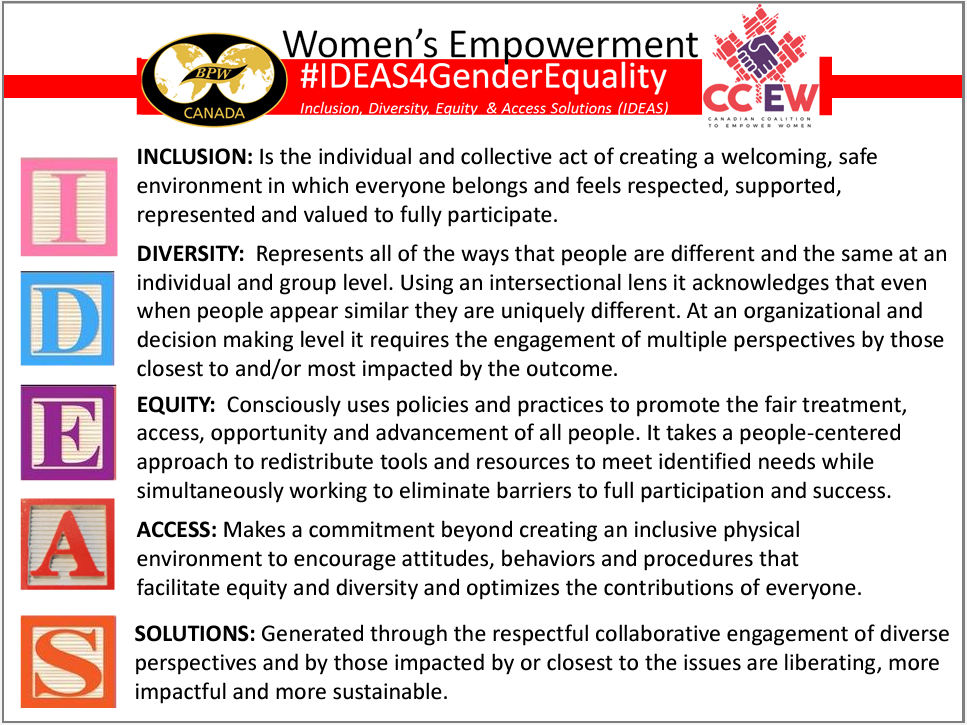 Women's Empowerment
#IDEAS4GenderEquality
Inclusion, Diversity, Equity & Access Solutions (IDEAS)
BPW
CANADA
CCEW
CANADIAN COALITION
TO EMPOWER WOMEN
I
INCLUSION: Is the individual and collective act of creating a welcoming, safe
environment in which everyone belongs and feels respected, supported,
represented and valued to fully participate.
D
DIVERSITY: Represents all of the ways that people are different and the same at an
individual and group level. Using an intersectional lens it acknowledges that even
when people appear similar they are uniquely different. At an organizational and
decision making level it requires the engagement of multiple perspectives by those
closest to and/or most impacted by the outcome.
E
EQUITY: Consciously uses policies and practices to promote the fair treatment,
access, opportunity and advancement of all people. It takes a people-centered
approach to redistribute tools and resources to meet identified needs while
simultaneously working to eliminate barriers to full participation and success.
A
ACCESS: Makes a commitment beyond creating an inclusive physical
environment to encourage attitudes, behaviors and procedures that
facilitate equity and diversity and optimizes the contributions of everyone.
S
SOLUTIONS: Generated through the respectful collaborative engagement of diverse
perspectives and by those impacted by or closest to the issues are liberating, more
impactful and more sustainable.